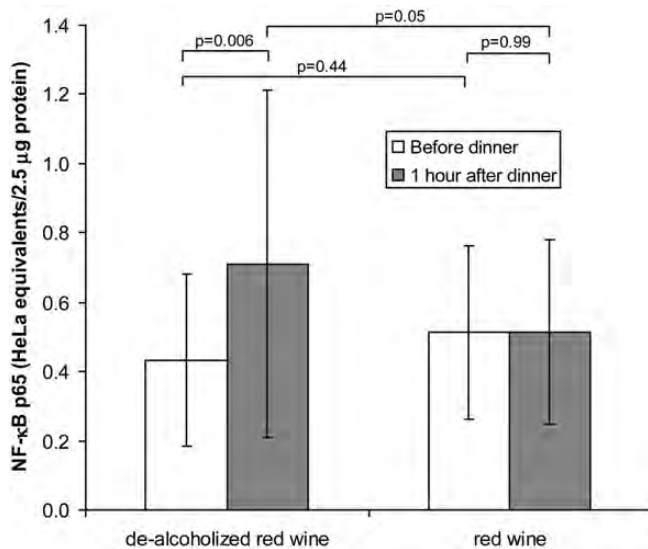 p=0.05
p=0.006
p=0.99
p=0.44
Before dinner
1 hour after dinner
NF-κB p65 (HeLa equivalents/2.5 µg protein)
1.4
1.2
1.0
0.8
0.6
0.4
0.2
0.0
de-alcoholized red wine
red wine